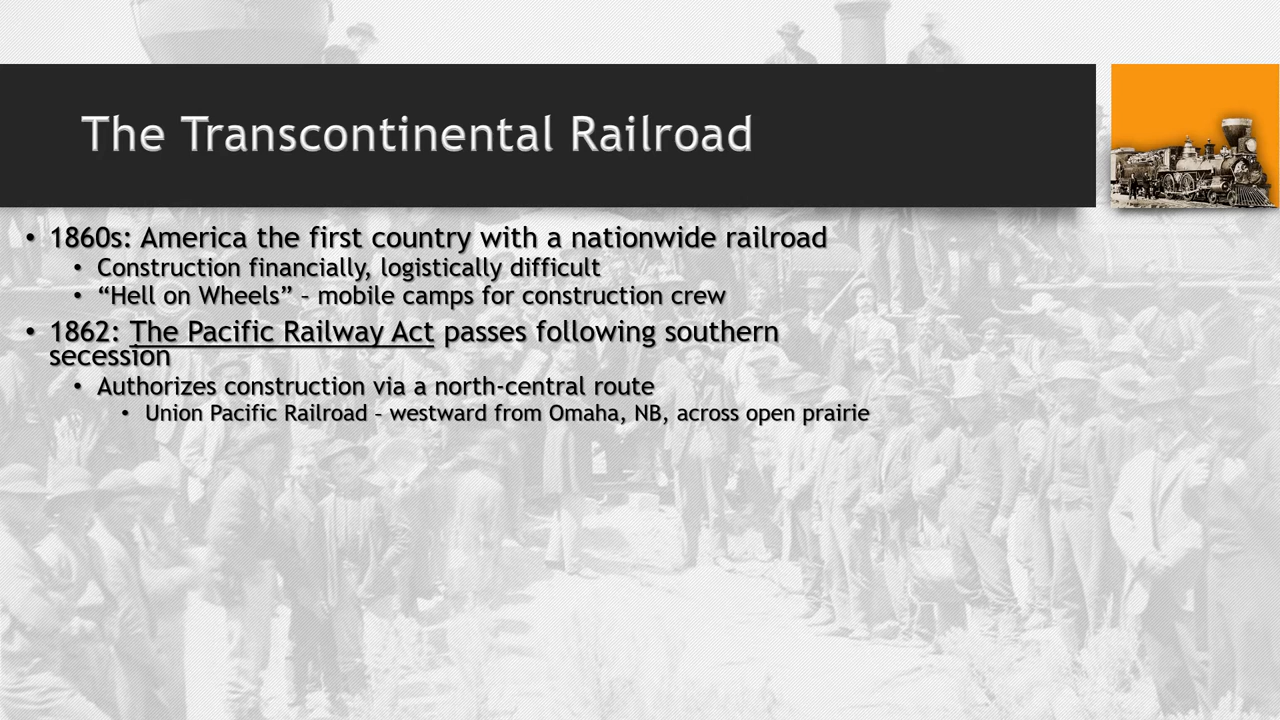 The Transcontinental Railroad
• 1860s: America the first country with a nationwide railroad
• Construction financially, logistically difficult
• “Hell on Wheels” – mobile camps for construction crew
• 1862: The Pacific Railway Act passes following southern
secession
• Authorizes construction via a north-central route
• Union Pacific Railroad – westward from Omaha, NB, across open prairie